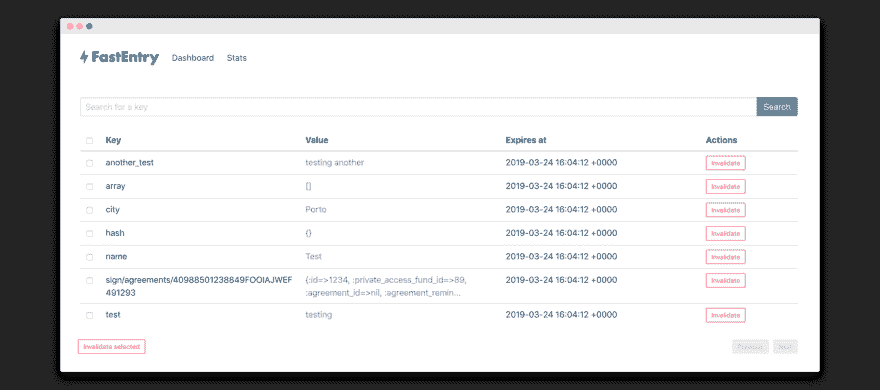 FastEntry Dashboard Stats
Search for a key Search
Key Value Expires at Actions
another_test testing another 2019-03-24 16:04:12 +0000 Invalidate
array [] 2019-03-24 16:04:12 +0000 Invalidate
city Porto 2019-03-24 16:04:12 +0000 Invalidate
hash {} 2019-03-24 16:04:12 +0000 Invalidate
name Test 2019-03-24 16:04:12 +0000 Invalidate
sign/agreements/40988501238849FOOIAJWEF {:id=>1234, :private_access_fund_id=>89, 2019-03-24 16:04:12 +0000 Invalidate
491293 :agreement_id=>nil, :agreement_remin...
test testing 2019-03-24 16:04:12 +0000 Invalidate
Invalidate selected Previous Next